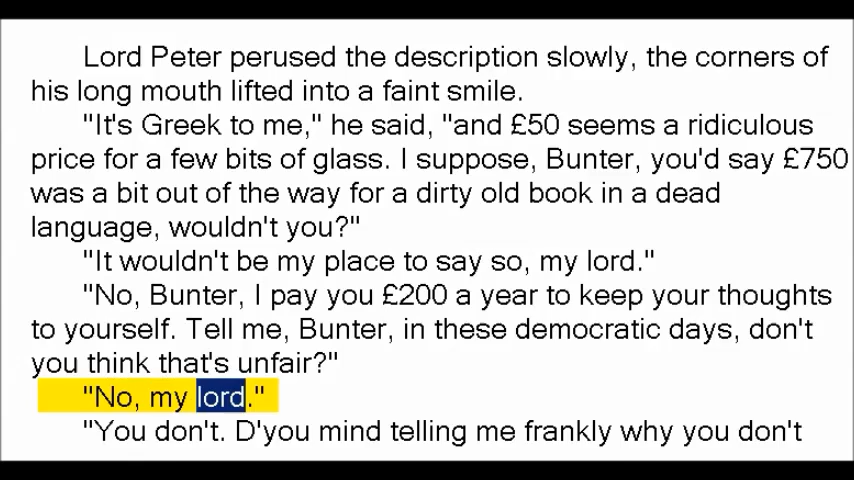 Lord Peter perused the description slowly, the corners of
his long mouth lifted into a faint smile.
"It's Greek to me," he said, "and £50 seems a ridiculous
price for a few bits of glass. I suppose, Bunter, you'd say £750
was a bit out of the way for a dirty old book in a dead
language, wouldn't you?"
"It wouldn't be my place to say so, my lord."
"No, Bunter, I pay you £200 a year to keep your thoughts
to yourself. Tell me, Bunter, in these democratic days, don't
you think that's unfair?"
"No, my lord."
"You don't. D'you mind telling me frankly why you don't